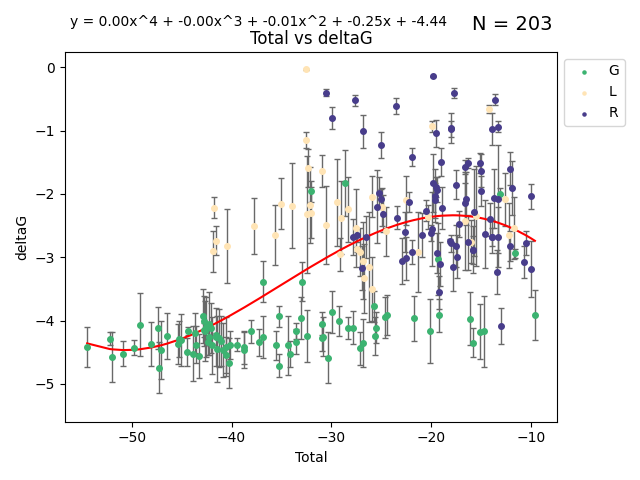 y = 0.00x^4 + -0.00x^3 + -0.01x^2 + -0.25x + -4.44
N = 203
Total vs deltaG
G
L
R
deltaG
0
−1
−2
−3
−4
−5
−50
−40
−30
−20
−10
Total